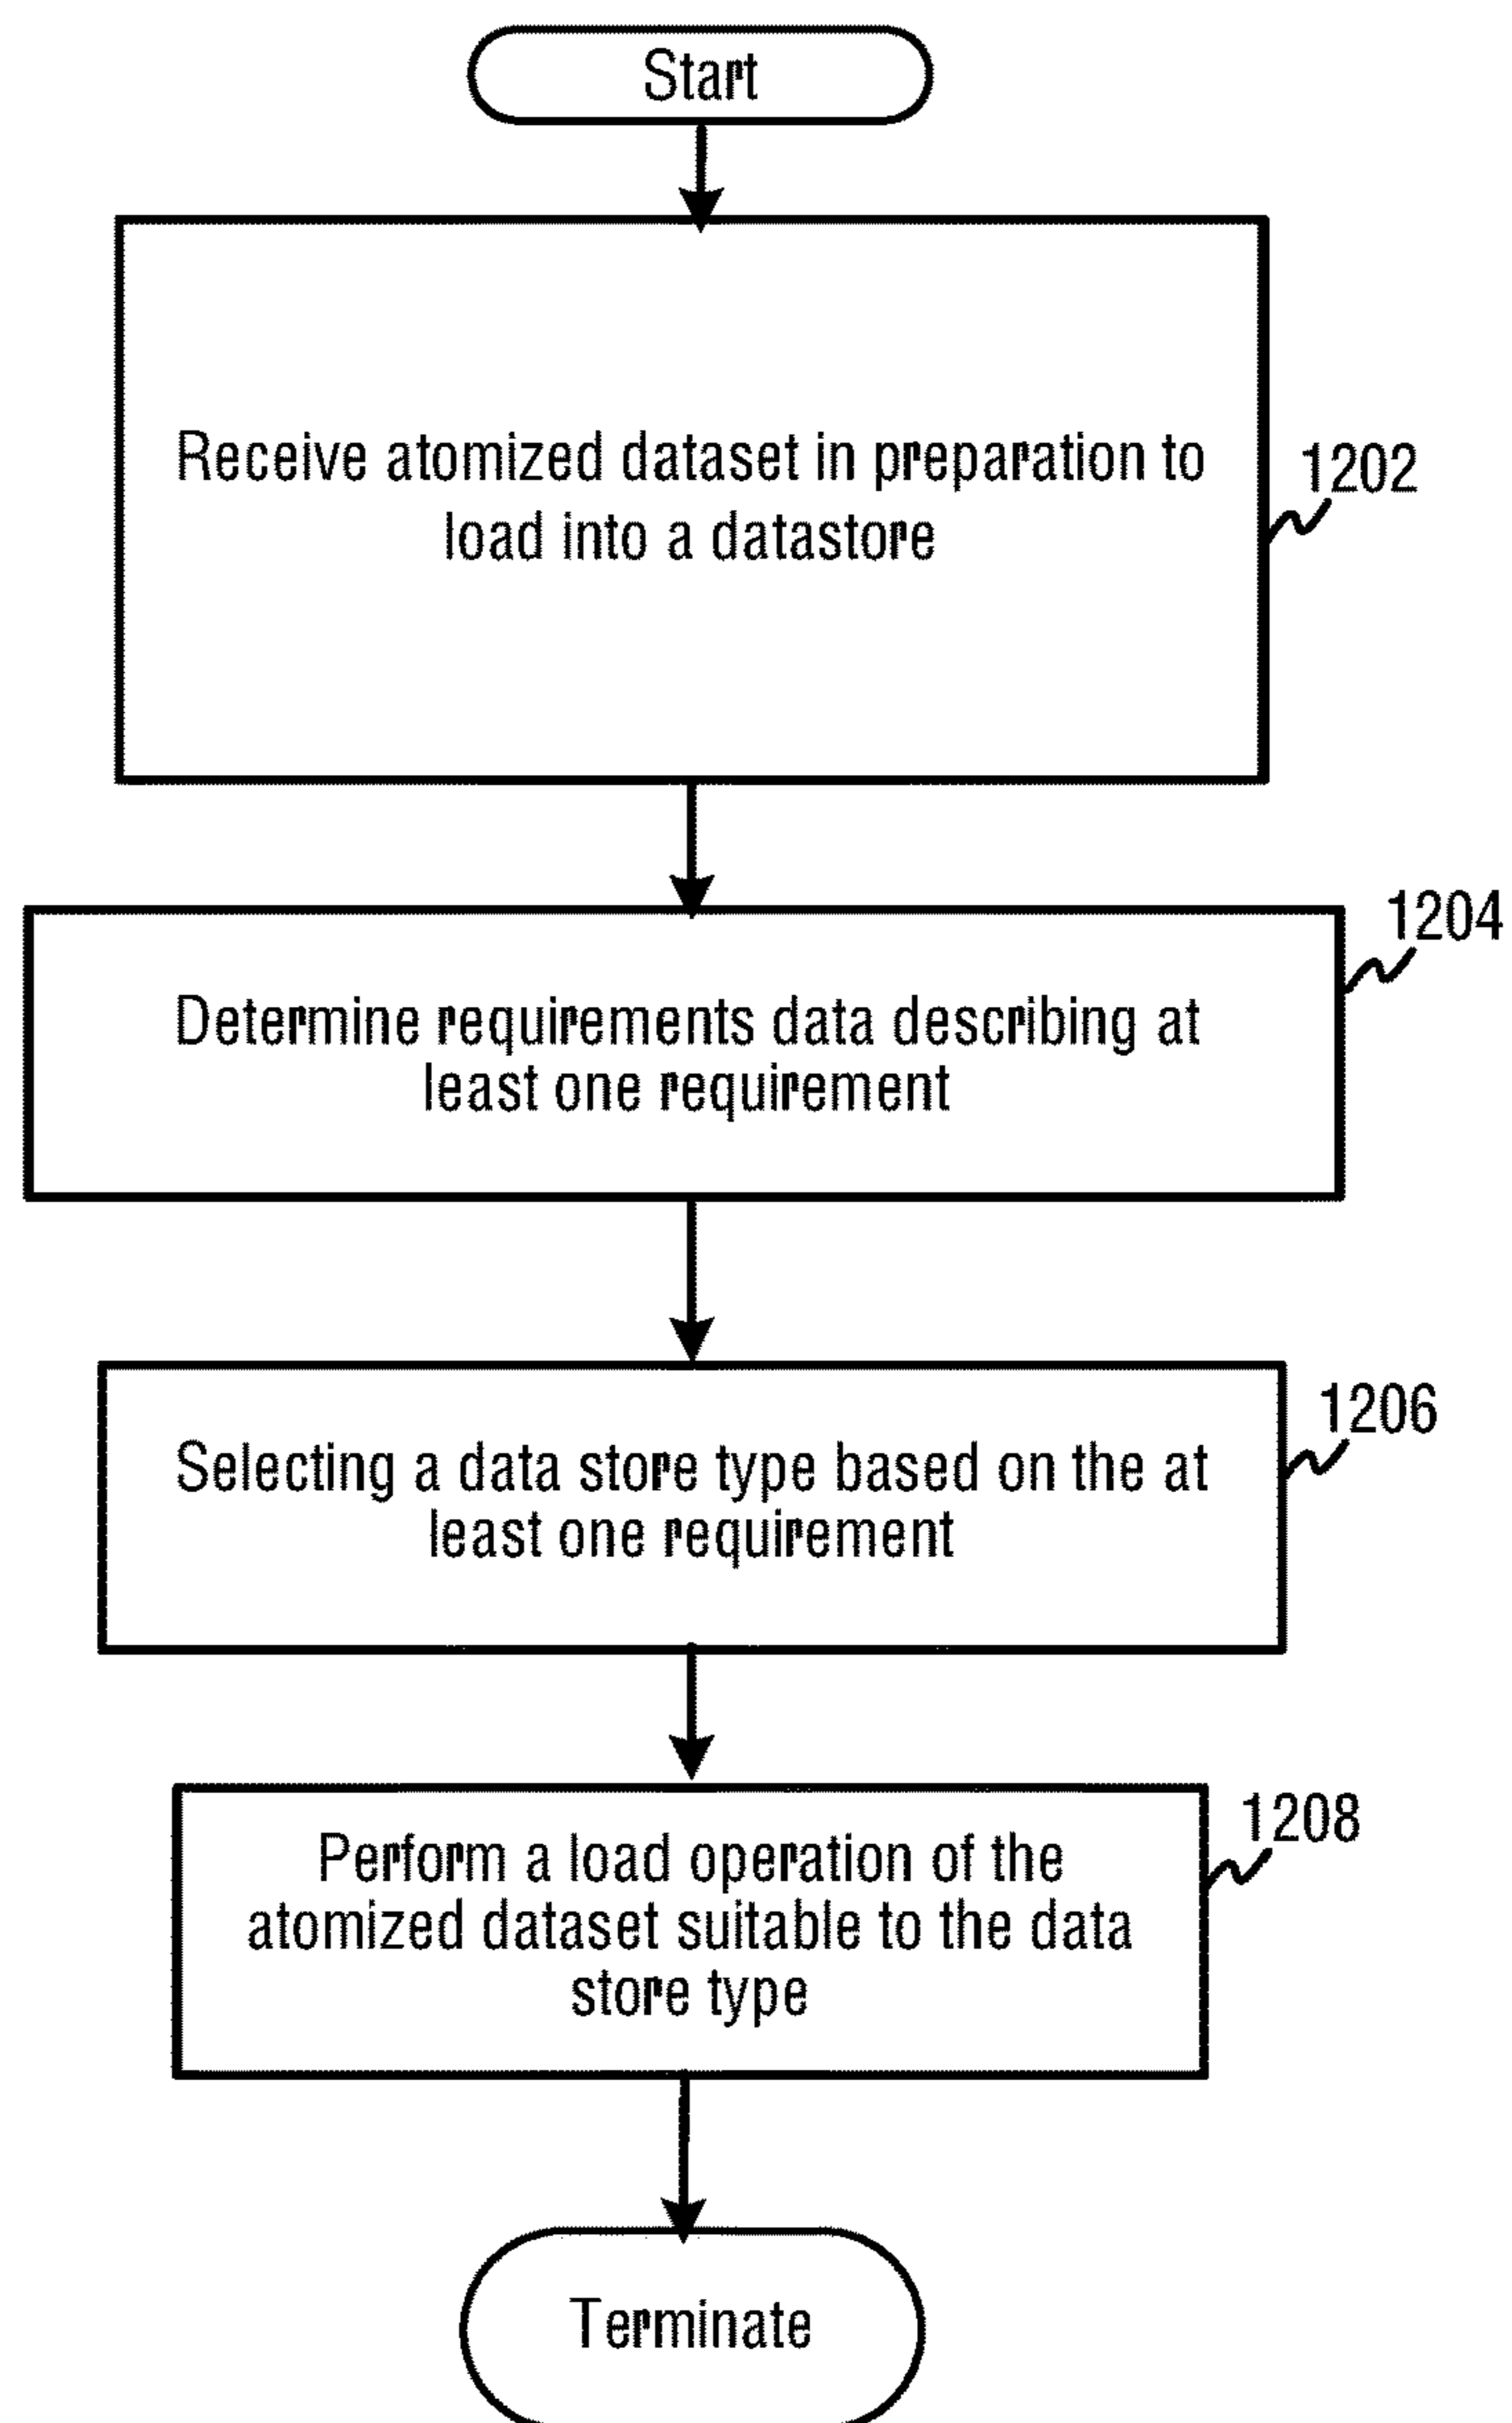 Start
Receive atomized dataset in preparation to
load into a datastore
1202
1204
Determine requirements data describing at
least one requirement
1206
Selecting a data store type based on the at
least one requirement
1208
Perform a load operation of the
atomized dataset suitable to the data
store type
Terminate